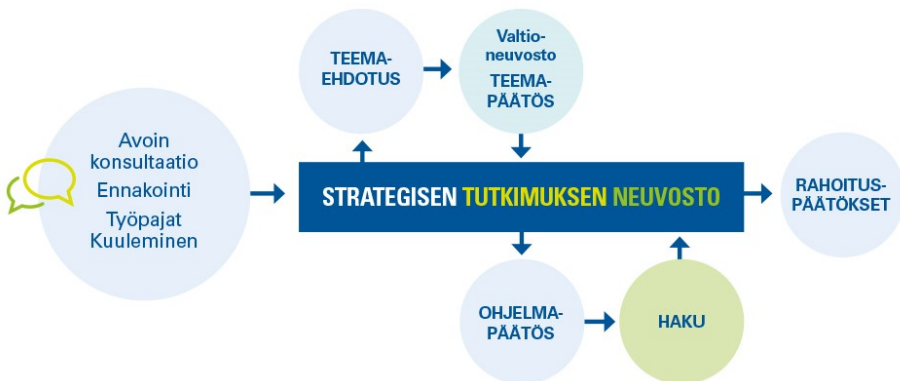 Avoin
konsultaatio
Ennakointi
Työpajat
Kuuleminen
TEEMA-
EHDOTUS
Valtio-
neuvosto
TEEMA-
PÄÄTÖS
STRATEGISEN TUTKIMUKSEN NEUVOSTO
OHJELMA-
PÄÄTÖS
HAKU
RAHOITUS-
PÄÄTÖKSET